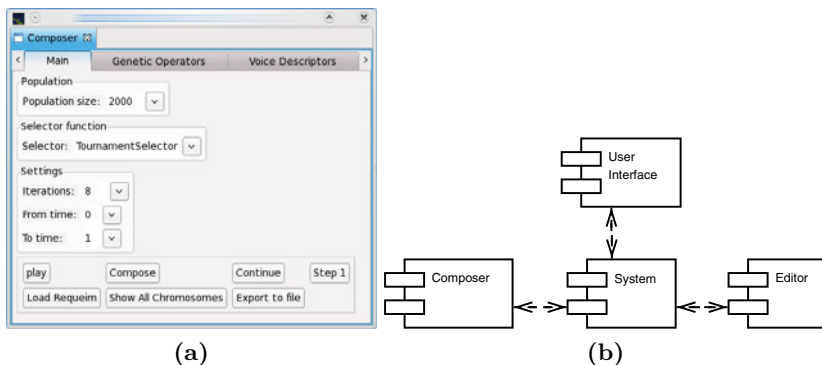 Composer
Main Genetic Operators Voice Descriptors
Population
Population size: 2000
Selector function
Selector: TournamentSelector
Settings
Iterations: 8
From time: 0
To time: 1
play Compose Continue Step 1
Load Requeim Show All Chromosomes Export to file
(a)
User
Interface
Composer
System
Editor
(b)